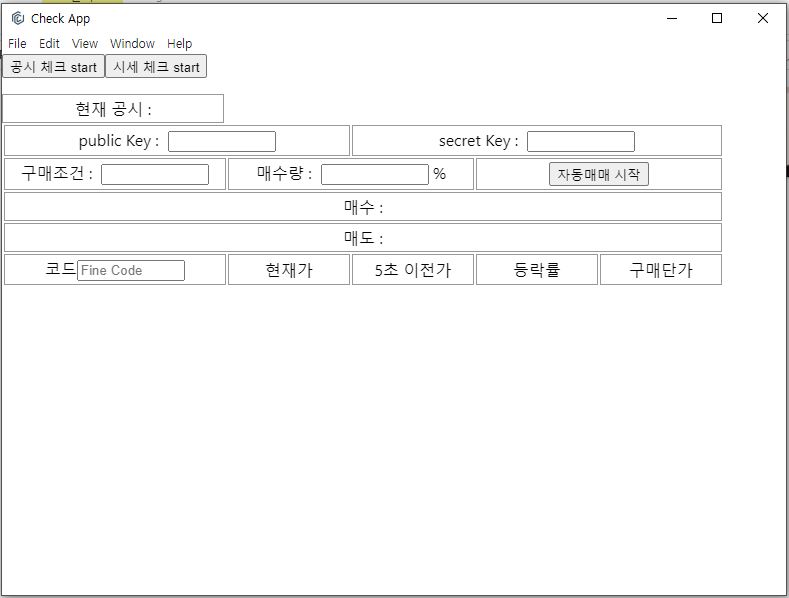 Check App
File Edit View Window Help
공시 체크 start 시세 체크 start
현재 공시 :
public Key : secret Key :
구매조건 : 매수량 : % 자동매매 시작
매수 :
매도 :
코드 Fine Code 현재가 5초 이전가 등락률 구매단가